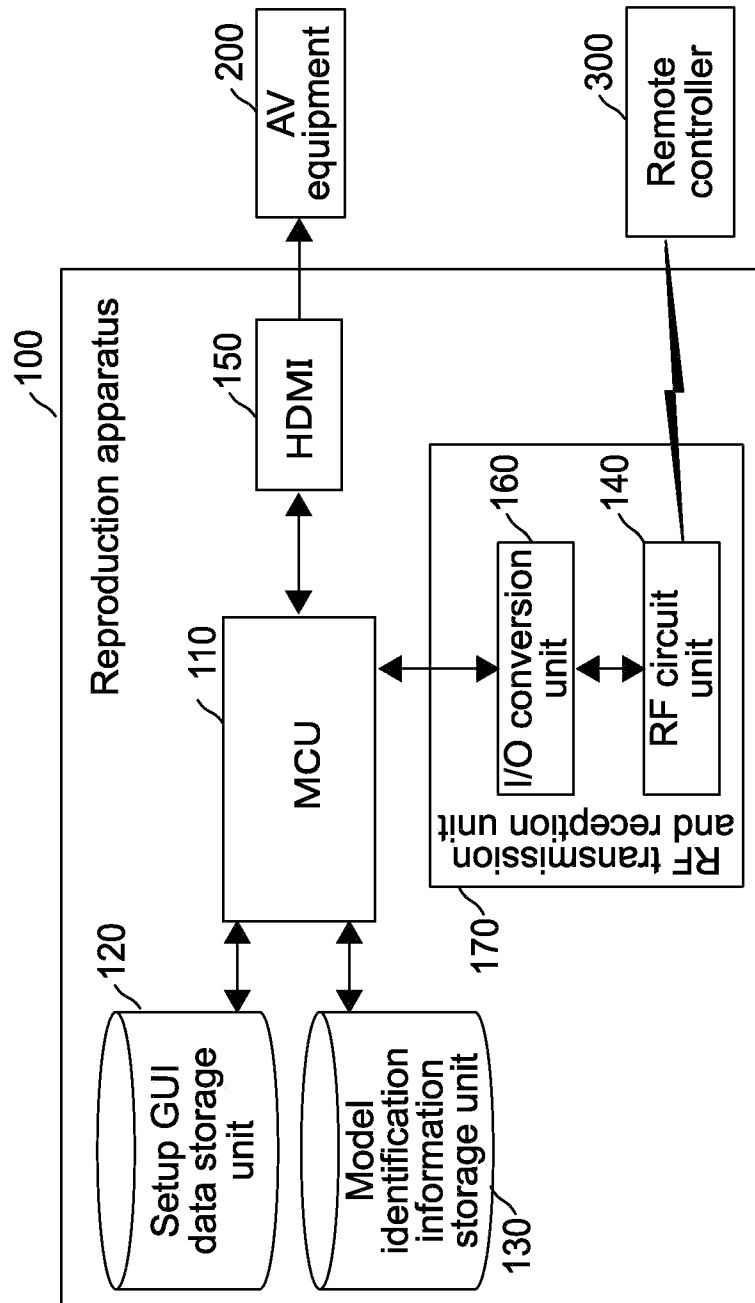 100
Reproduction apparatus
120
Setup GUI
data storage
unit
Model
identification
information
storage unit
130
110
MCU
150
HDMI
200
AV
equipment
160
I/O conversion
unit
140
RF circuit
unit
RF transmission
and reception unit
170
300
Remote
controller